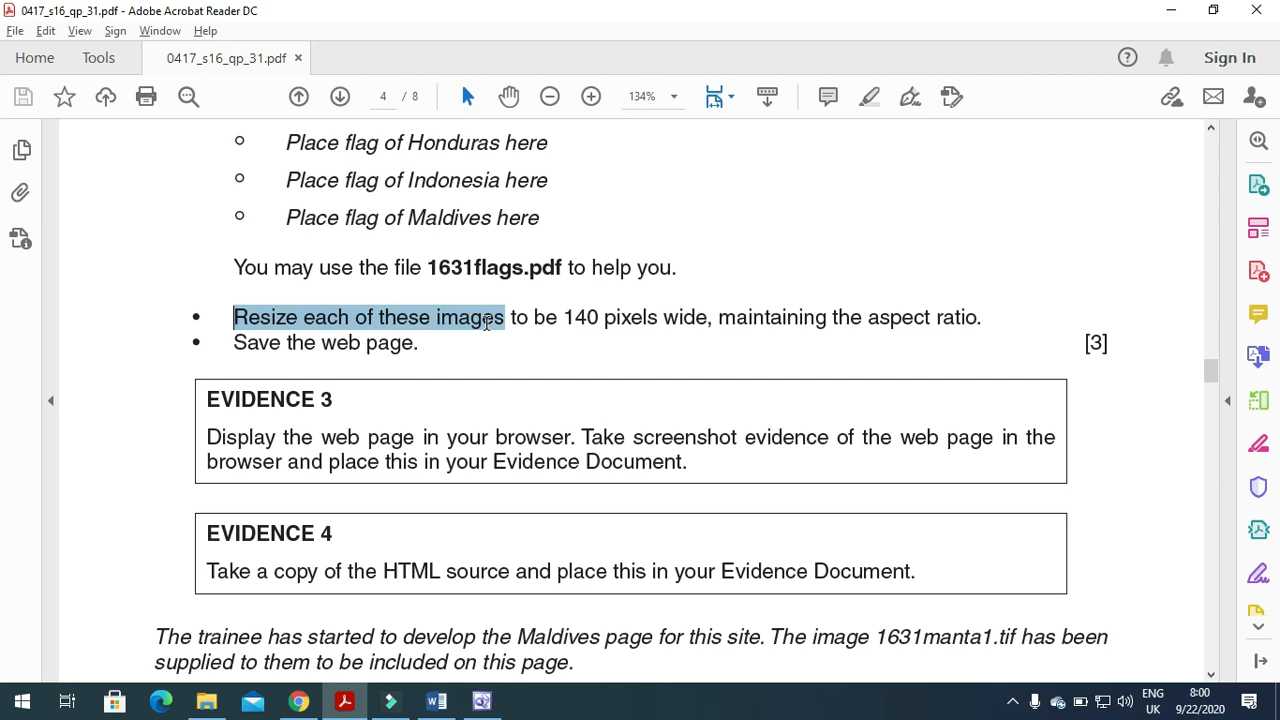 0417_s16_qp_31.pdf - Adobe Acrobat Reader DC
File Edit View Sign Window Help
Home Tools 0417_s16_qp_31.pdf × Sign In
4 / 8 134%
Place flag of Honduras here
Place flag of Indonesia here
Place flag of Maldives here
You may use the file 1631flags.pdf to help you.
• Resize each of these images to be 140 pixels wide, maintaining the aspect ratio.
• Save the web page. [3]
EVIDENCE 3
Display the web page in your browser. Take screenshot evidence of the web page in the
browser and place this in your Evidence Document.
EVIDENCE 4
Take a copy of the HTML source and place this in your Evidence Document.
The trainee has started to develop the Maldives page for this site. The image 1631manta1.tif has been
supplied to them to be included on this page.
ENG 8:00
UK 9/22/2020